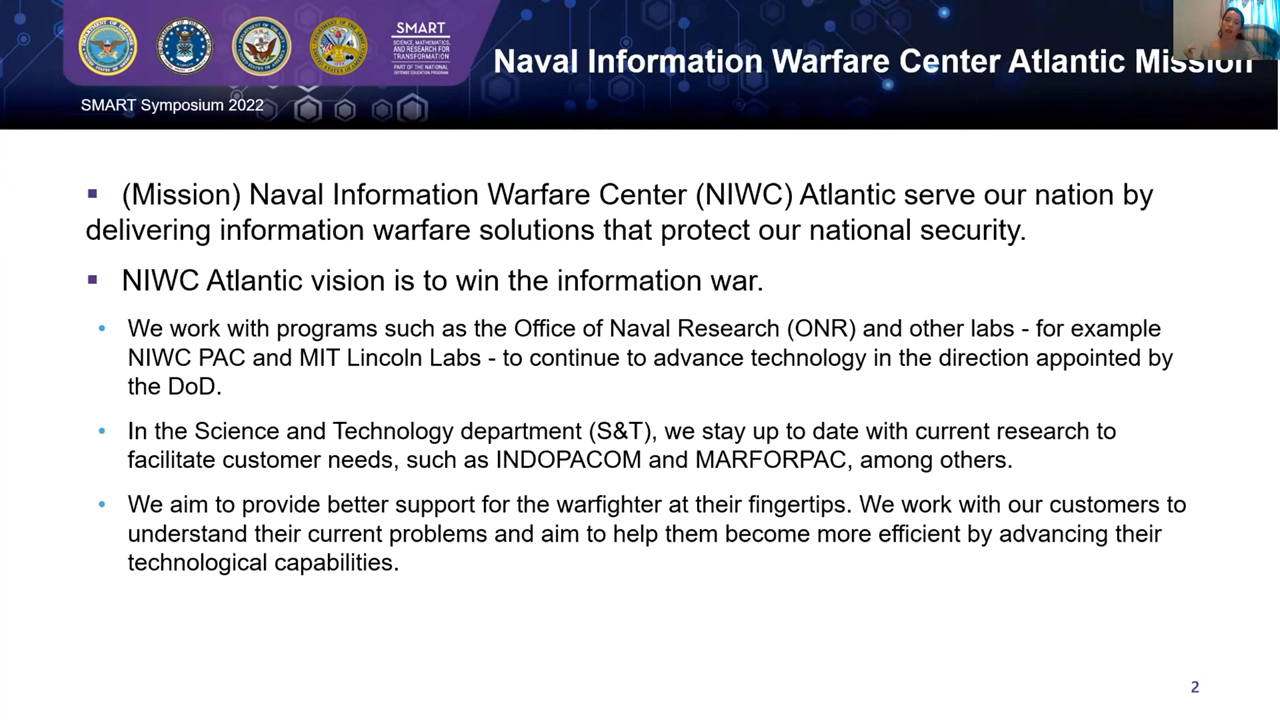 SMART
SCIENCE, MATHEMATICS,
AND RESEARCH FOR
TRANSFORMATION
PART OF THE NATIONAL
DEFENSE EDUCATION PROGRAM
Naval Information Warfare Center Atlantic Mission
SMART Symposium 2022
(Mission) Naval Information Warfare Center (NIWC) Atlantic serve our nation by
delivering information warfare solutions that protect our national security.
NIWC Atlantic vision is to win the information war.
We work with programs such as the Office of Naval Research (ONR) and other labs - for example
NIWC PAC and MIT Lincoln Labs - to continue to advance technology in the direction appointed by
the DoD.
In the Science and Technology department (S&T), we stay up to date with current research to
facilitate customer needs, such as INDOPACOM and MARFORPAC, among others.
We aim to provide better support for the warfighter at their fingertips. We work with our customers to
understand their current problems and aim to help them become more efficient by advancing their
technological capabilities.
2